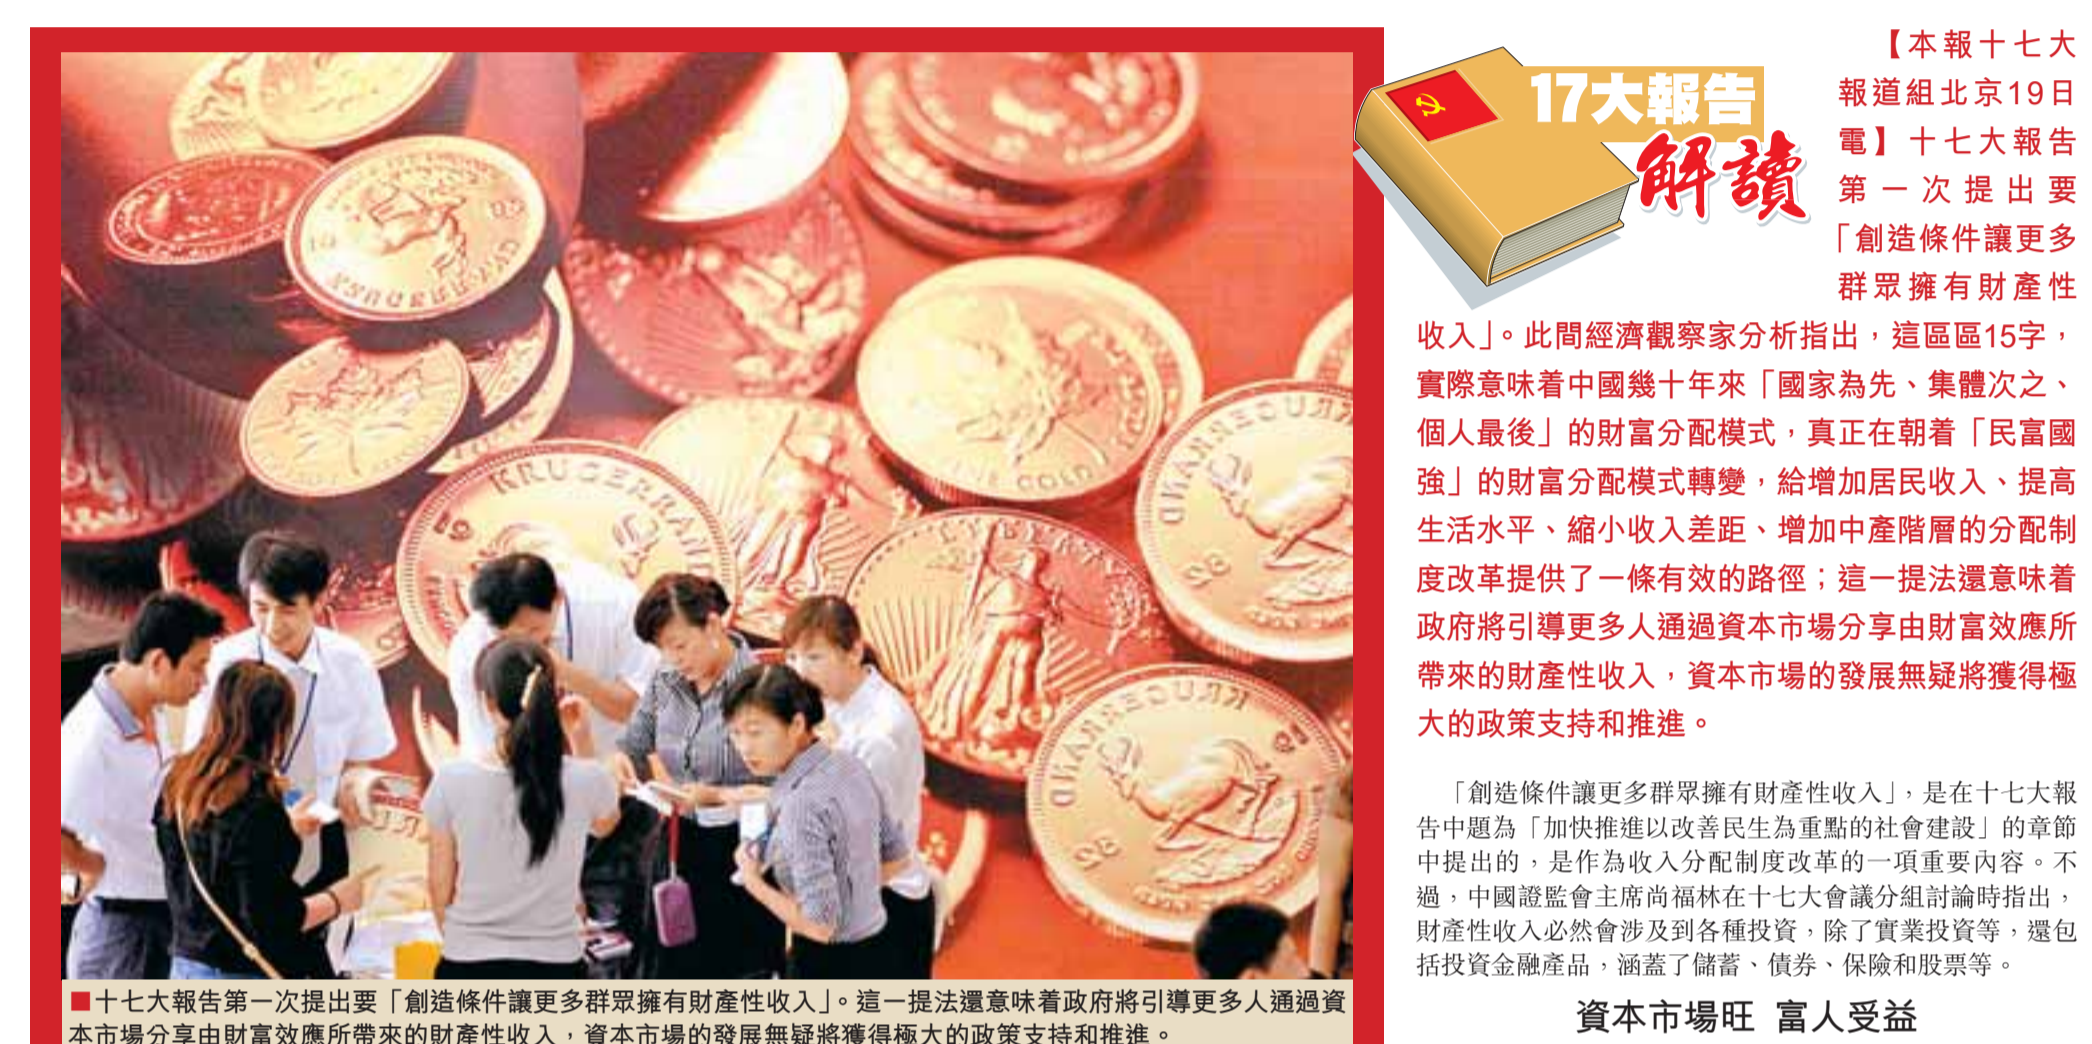 17大報告
解讀
【本報十七大
報道組北京19日
電】十七大報告
第一次提出要
「創造條件讓更多
群眾擁有財產性
收入」。此間經濟觀察家分析指出，這區區15字，
實際意味着中國幾十年來「國家為先、集體次之、
個人最後」的財富分配模式，真正在朝着「民富國
強」的財富分配模式轉變，給增加居民收入、提高
生活水平、縮小收入差距、增加中產階層的分配制
度改革提供了一條有效的路徑；這一提法還意味着
政府將引導更多人通過資本市場分享由財富效應所
帶來的財產性收入，資本市場的發展無疑將獲得極
大的政策支持和推進。
「創造條件讓更多群眾擁有財產性收入」，是在十七大報
告中題為「加快推進以改善民生為重點的社會建設」的章節
中提出的，是作為收入分配制度改革的一項重要內容。不
過，中國證監會主席尚福林在十七大會議分組討論時指出，
財產性收入必然會涉及到各種投資，除了實業投資等，還包
括投資金融產品，涵蓋了儲蓄、債券、保險和股票等。
資本市場旺 富人受益
KRUGERRAND
LIBERTY
KRUGERRAND
KRUGERRAND
■十七大報告第一次提出要「創造條件讓更多群眾擁有財產性收入」。這一提法還意味着政府將引導更多人通過資
本市場分享由財富效應所帶來的財產性收入，資本市場的發展無疑將獲得極大的政策支持和推進。